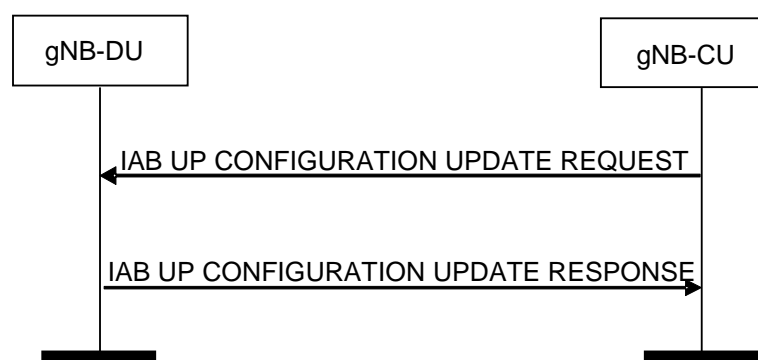 gNB-DU
gNB-CU
IAB UP CONFIGURATION UPDATE REQUEST
IAB UP CONFIGURATION UPDATE RESPONSE